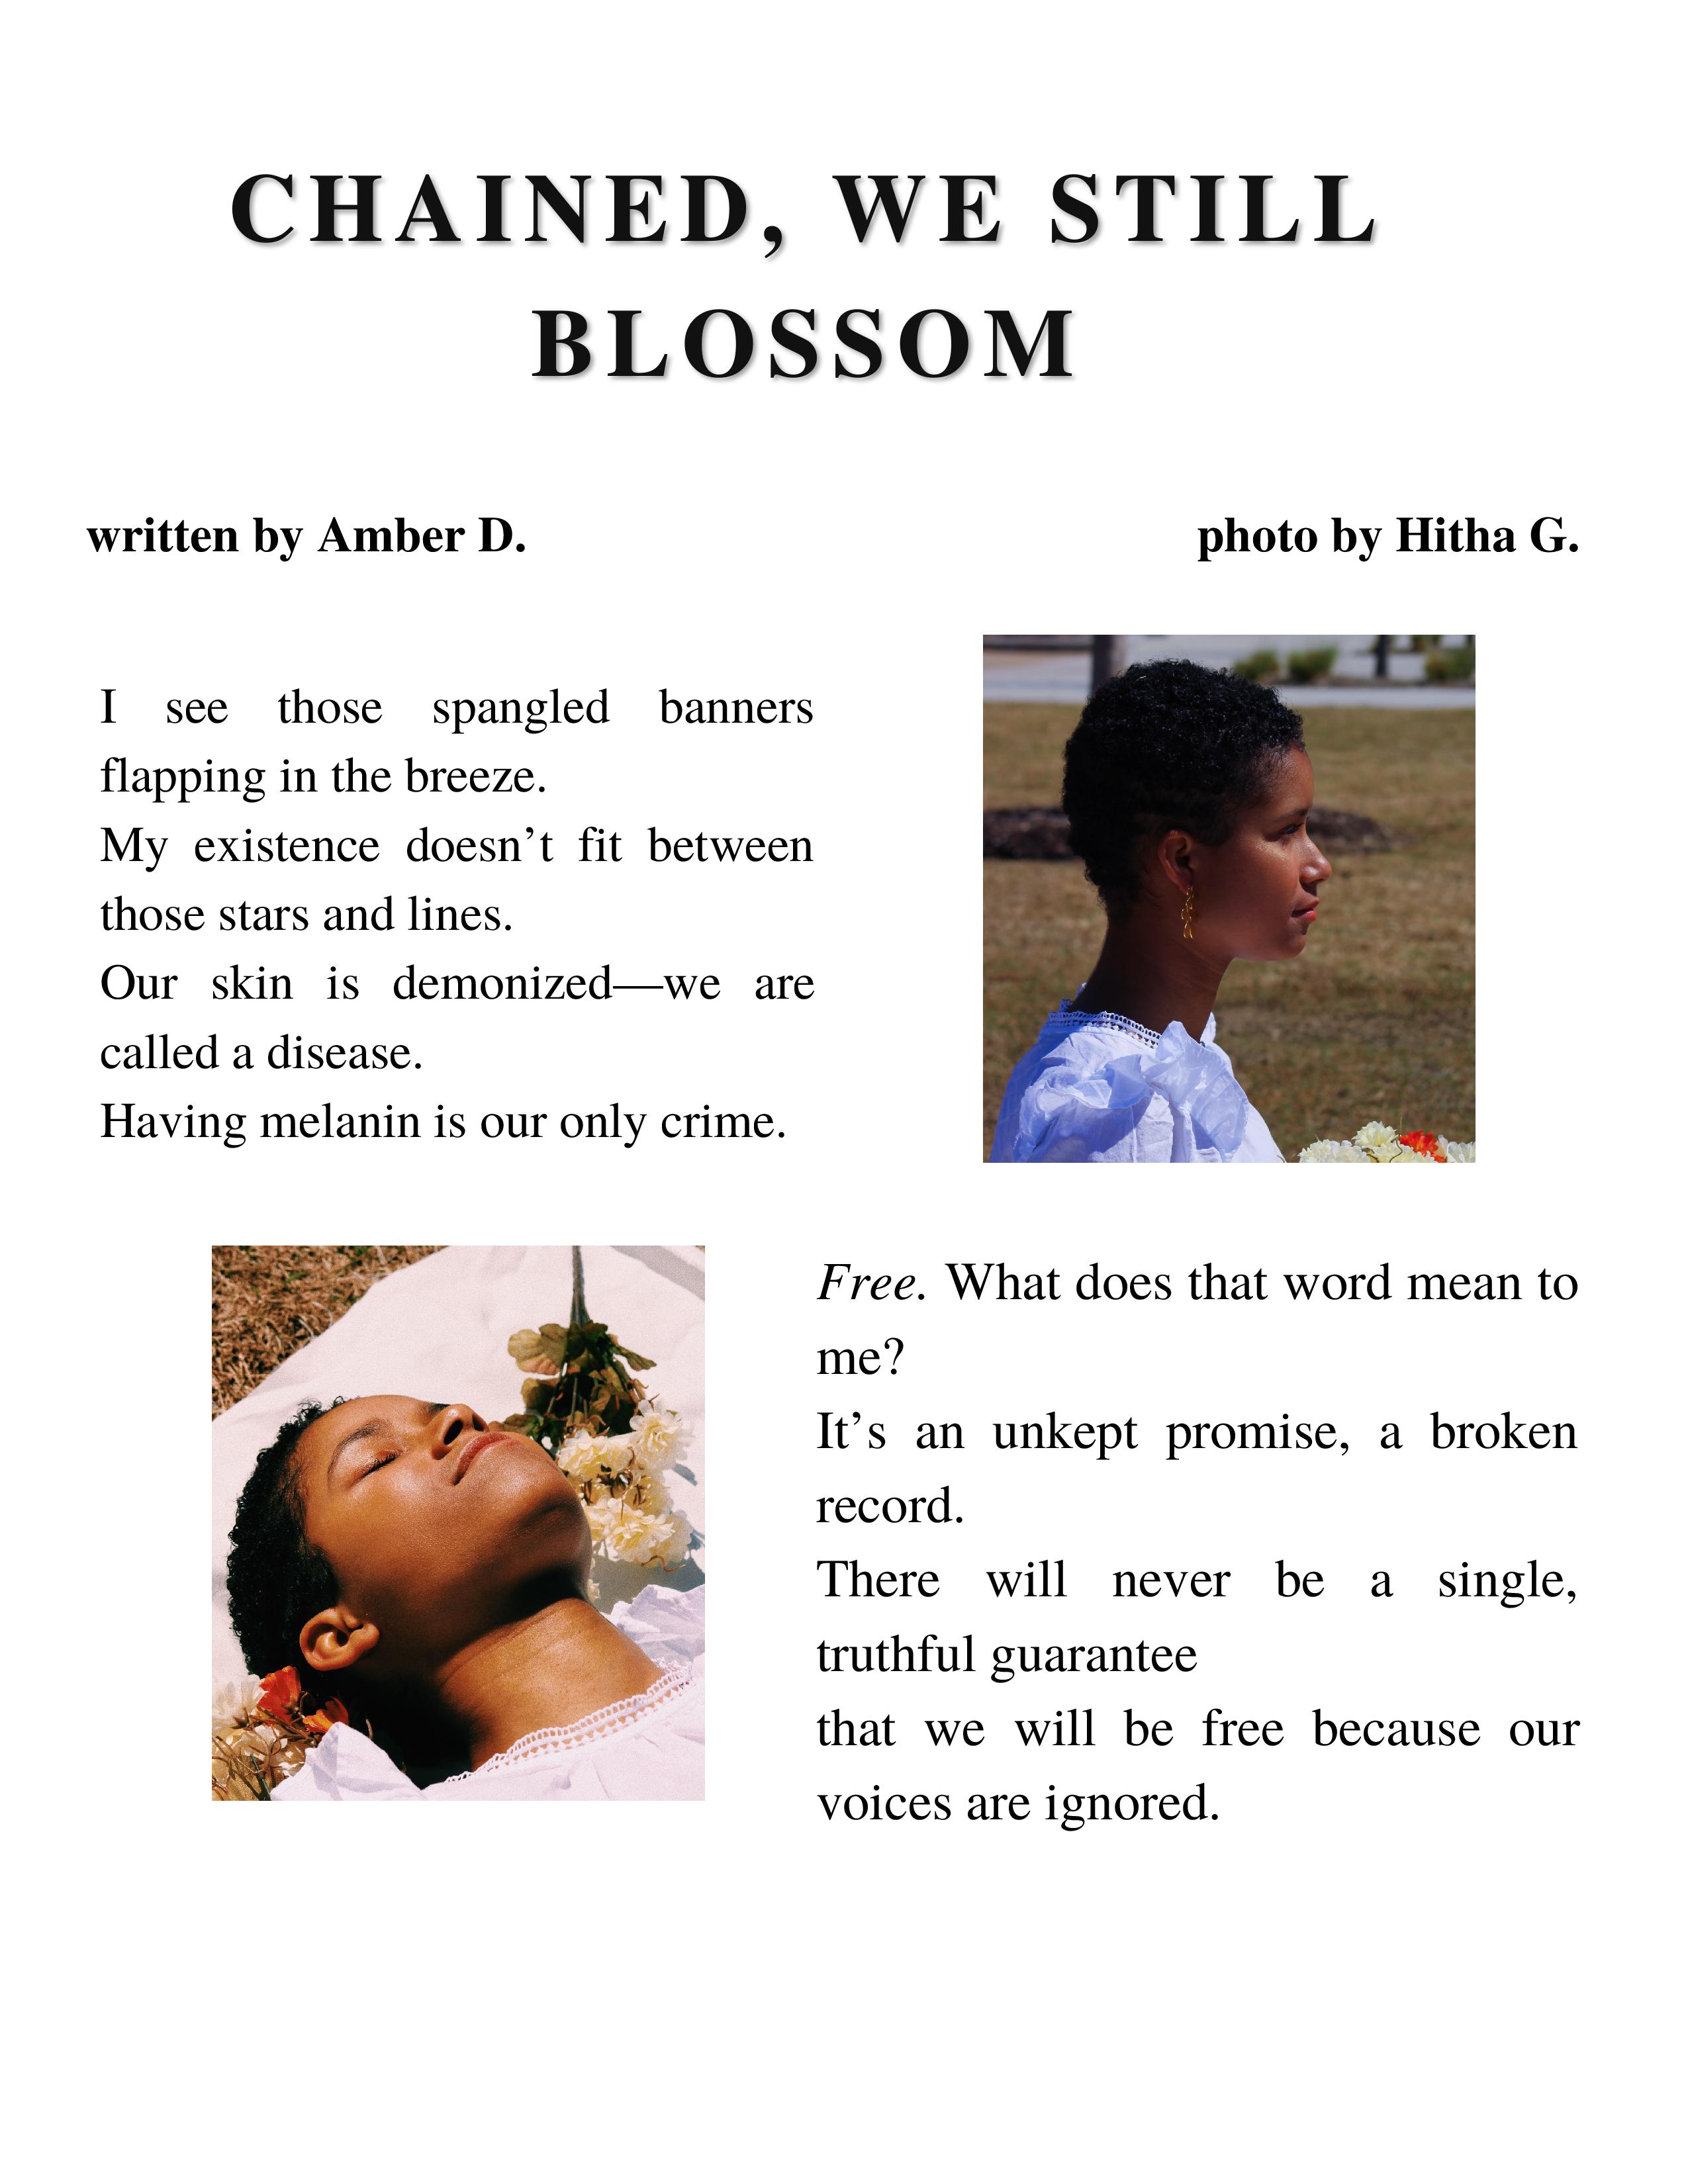 CHAINED, WE STILL
BLOSSOM
written by Amber D.
photo by Hitha G.
I see those spangled banners
flapping in the breeze.
My existence doesn’t fit between
those stars and lines.
Our skin is demonized—we are
called a disease.
Having melanin is our only crime.
Free. What does that word mean to
me?
It’s an unkept promise, a broken
record.
There will never be a single,
truthful guarantee
that we will be free because our
voices are ignored.